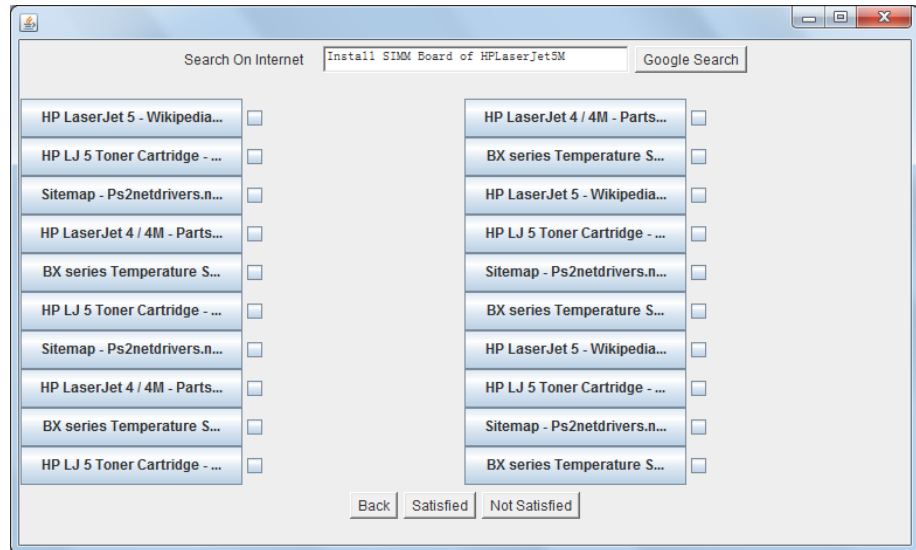 Search On Internet Install SIMM Board of HPLaserJet5M Google Search
HP LaserJet 5 - Wikipedia... HP LaserJet 4 / 4M - Parts...
HP LJ 5 Toner Cartridge - ... BX series Temperature S...
Sitemap - Ps2netdrivers.n... HP LaserJet 5 - Wikipedia...
HP LaserJet 4 / 4M - Parts... HP LJ 5 Toner Cartridge - ...
BX series Temperature S... Sitemap - Ps2netdrivers.n...
HP LJ 5 Toner Cartridge - ... BX series Temperature S...
Sitemap - Ps2netdrivers.n... HP LaserJet 5 - Wikipedia...
HP LaserJet 4 / 4M - Parts... HP LJ 5 Toner Cartridge - ...
BX series Temperature S... Sitemap - Ps2netdrivers.n...
HP LJ 5 Toner Cartridge - ... BX series Temperature S...
Back Satisfied Not Satisfied